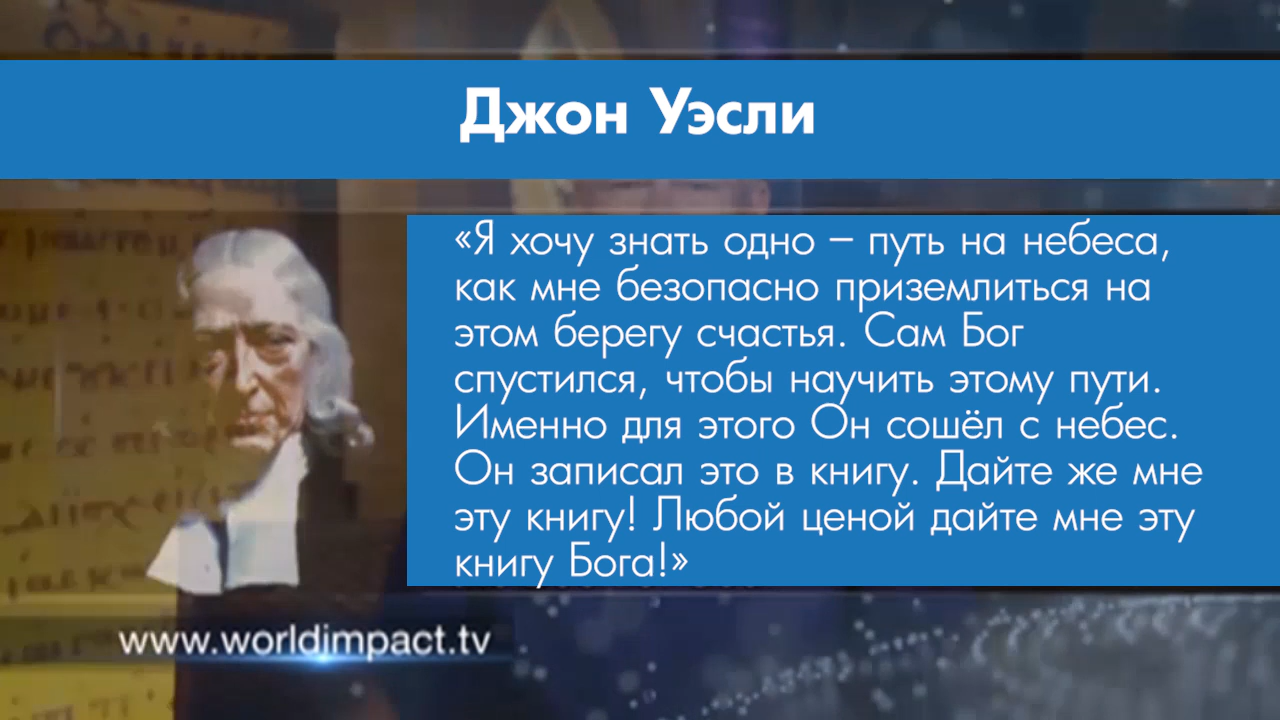 Джон Уэсли
«Я хочу знать одно – путь на небеса,
как мне безопасно приземлиться на
этом берегу счастья. Сам Бог
спустился, чтобы научить этому пути.
Именно для этого Он сошёл с небес.
Он записал это в книгу. Дайте же мне
эту книгу! Любой ценой дайте мне эту
книгу Бога!»
www.worldimpact.tv